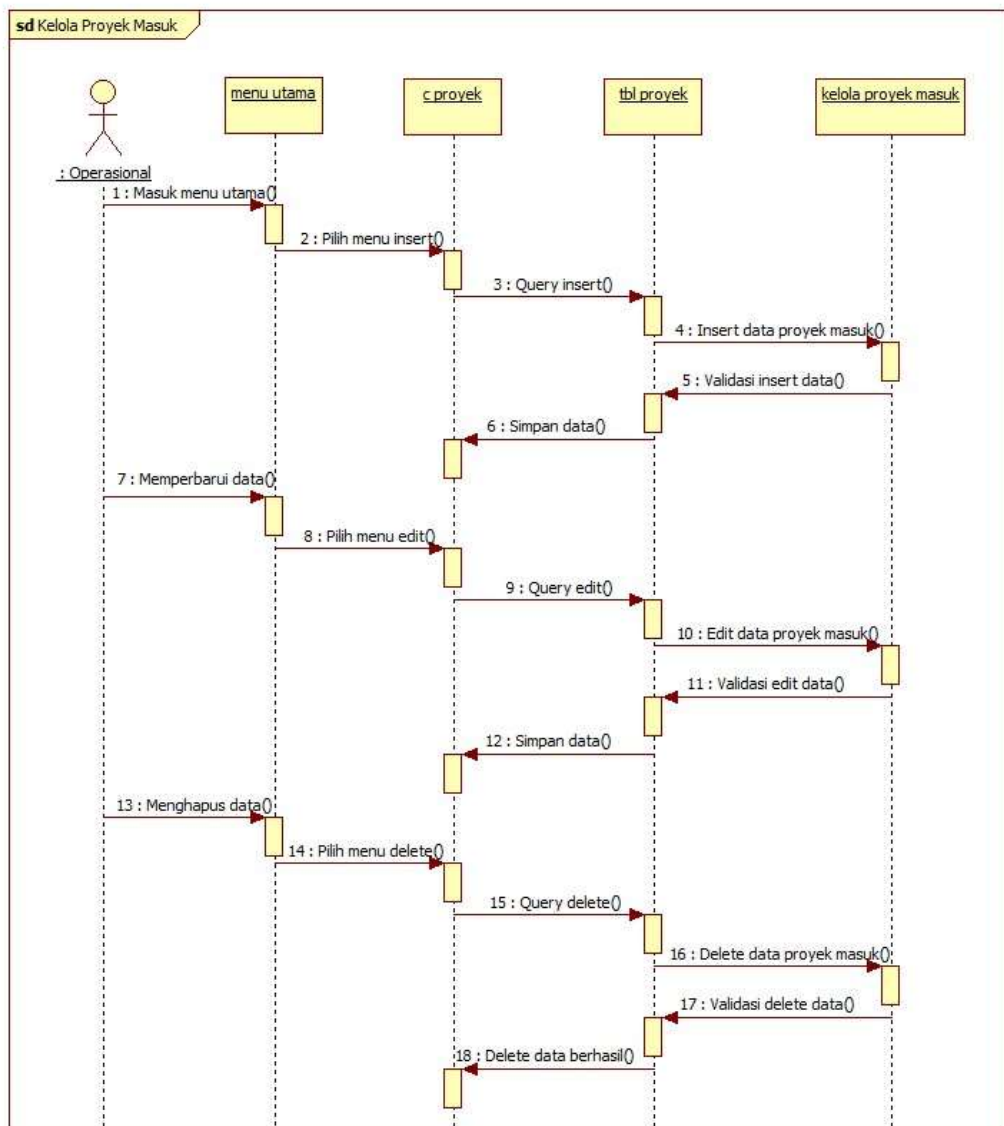 sd Kelola Proyek Masuk
menu utama
c proyek
tbl proyek
kelola proyek masuk
: Operasional
1 : Masuk menu utama()
2 : Pilih menu insert()
3 : Query insert()
4 : Insert data proyek masuk()
5 : Validasi insert data()
6 : Simpan data()
7 : Memperbarui data()
8 : Pilih menu edit()
9 : Query edit()
10 : Edit data proyek masuk()
11 : Validasi edit data()
12 : Simpan data()
13 : Menghapus data()
14 : Pilih menu delete()
15 : Query delete()
16 : Delete data proyek masuk()
17 : Validasi delete data()
18 : Delete data berhasil()